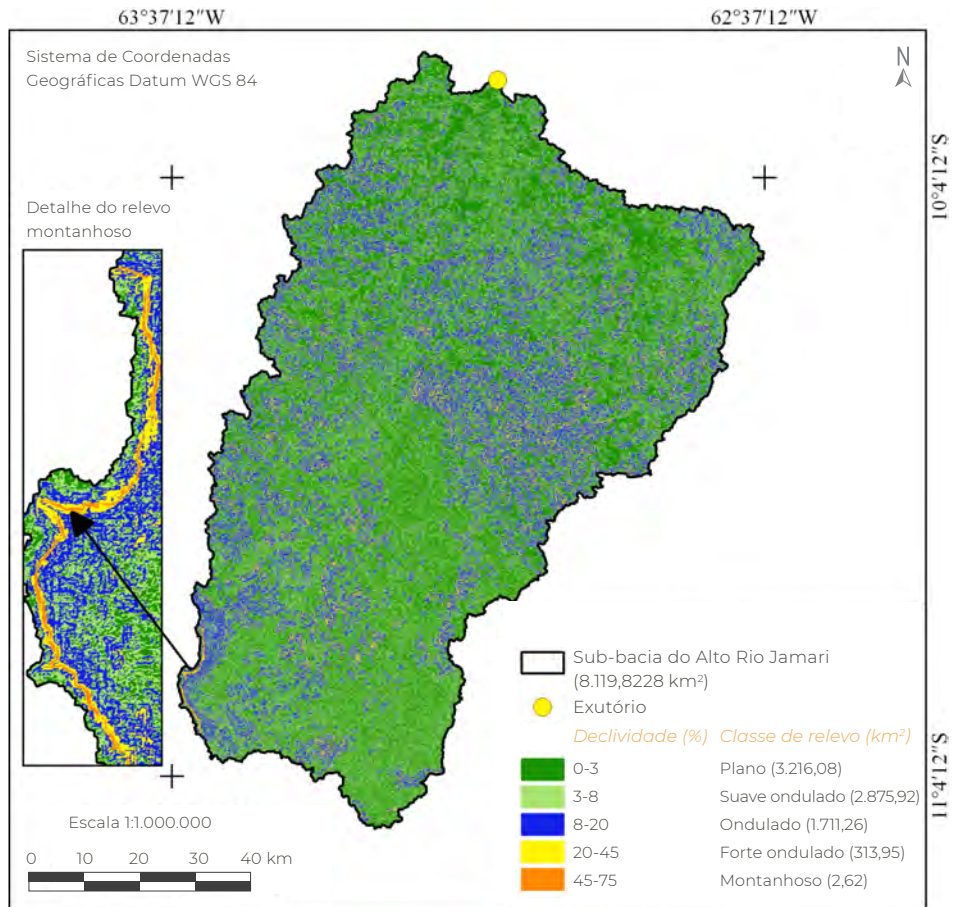 63°37'12"W
62°37'12"W
Sistema de Coordenadas
Geográficas Datum WGS 84
N
10°4'12"S
Detalhe do relevo
montanhoso
Sub-bacia do Alto Rio Jamari
(8.119,8228 km²)
Exutório
Declividade (%) Classe de relevo (km²)
0-3 Plano (3.216,08)
3-8 Suave ondulado (2.875,92)
8-20 Ondulado (1.711,26)
20-45 Forte ondulado (313,95)
45-75 Montanhoso (2,62)
11°4'12"S
Escala 1:1.000.000
0 10 20 30 40 km